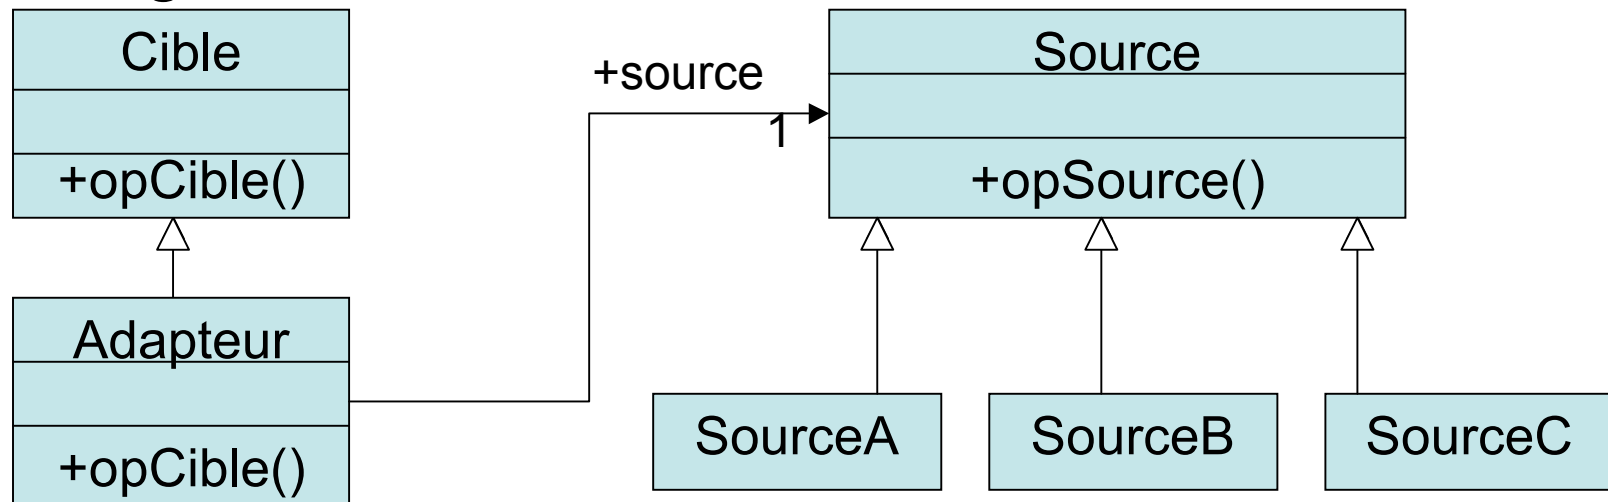 Cible
+opCible()
+source
1
Source
+opSource()
Adapteur
+opCible()
SourceA
SourceB
SourceC